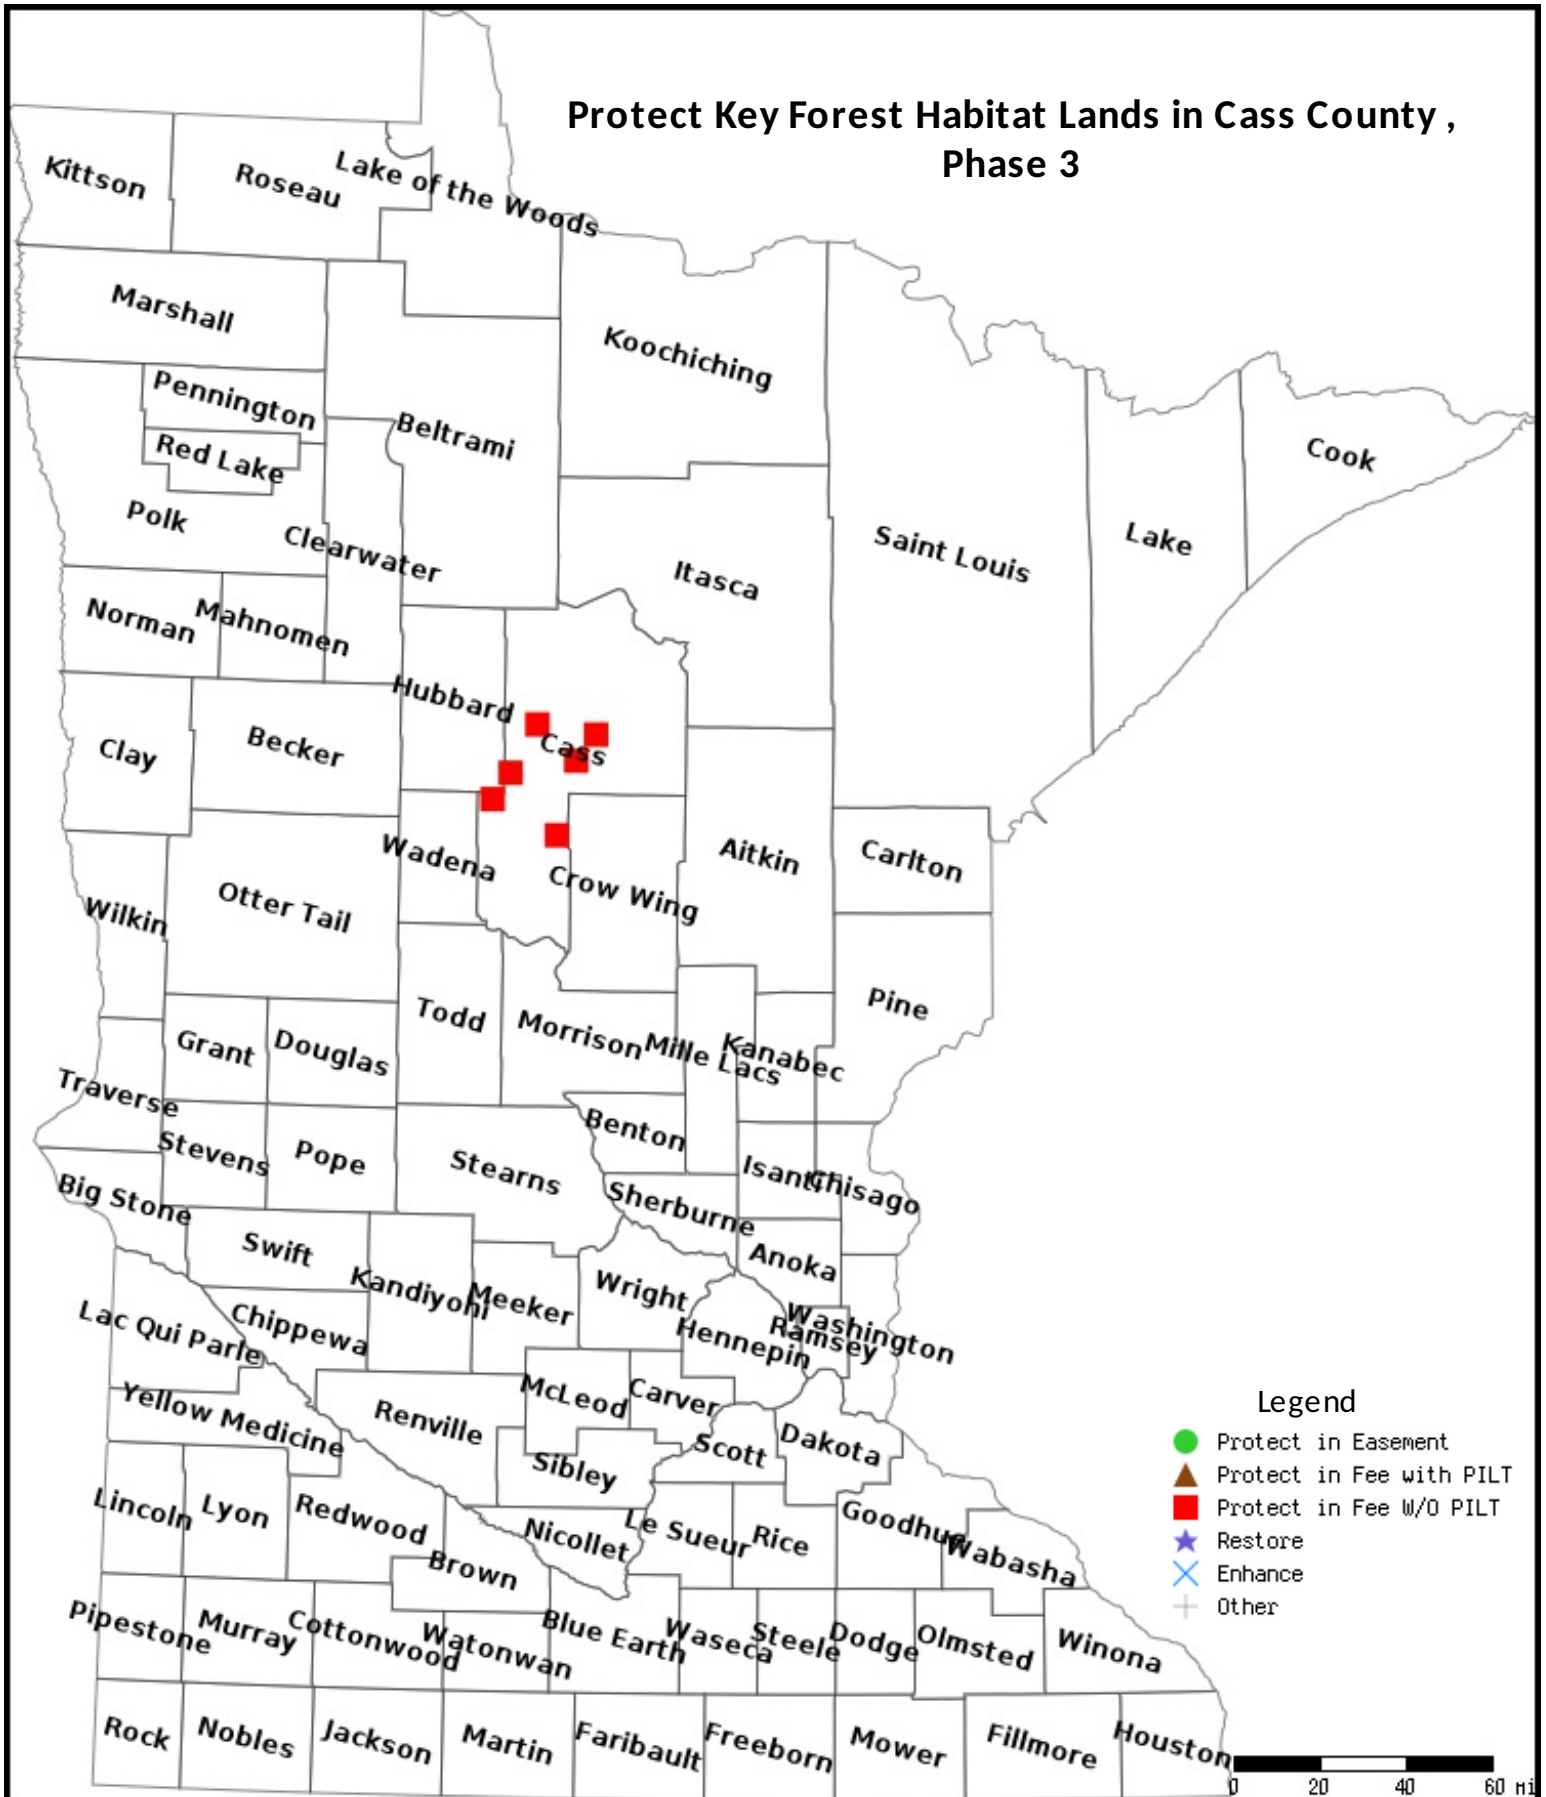 Protect Key Forest Habitat Lands in Cass County ,
Phase 3
Kittson
Roseau
Lake of the Woods
Marshall
Koochiching
Pennington
Beltrami
Red Lake
Cook
Polk
Clearwater
Saint Louis
Lake
Itasca
Norman
Mahnomen
Hubbard
Clay
Becker
Cass
Wadena
Aitkin
Carlton
Crow Wing
Otter Tail
Wilkin
Pine
Todd
Morrison
Mille Lacs
Kanabec
Grant
Douglas
Traverse
Benton
Stevens
Pope
Stearns
Isanti
Chisago
Big Stone
Sherburne
Swift
Anoka
Kandiyohi
Meeker
Wright
Lac Qui Parle
Chippewa
Hennepin
Ramsey
Washington
McLeod
Carver
Yellow Medicine
Renville
Scott
Dakota
Sibley
Lincoln
Lyon
Redwood
Nicollet
Le Sueur
Rice
Goodhue
Wabasha
Brown
Pipestone
Murray
Cottonwood
Watonwan
Blue Earth
Waseca
Steele
Dodge
Olmsted
Winona
Rock
Nobles
Jackson
Martin
Faribault
Freeborn
Mower
Fillmore
Houston
Legend
Protect in Easement
Protect in Fee with PILT
Protect in Fee W/O PILT
Restore
Enhance
Other
0 20 40 60 mi